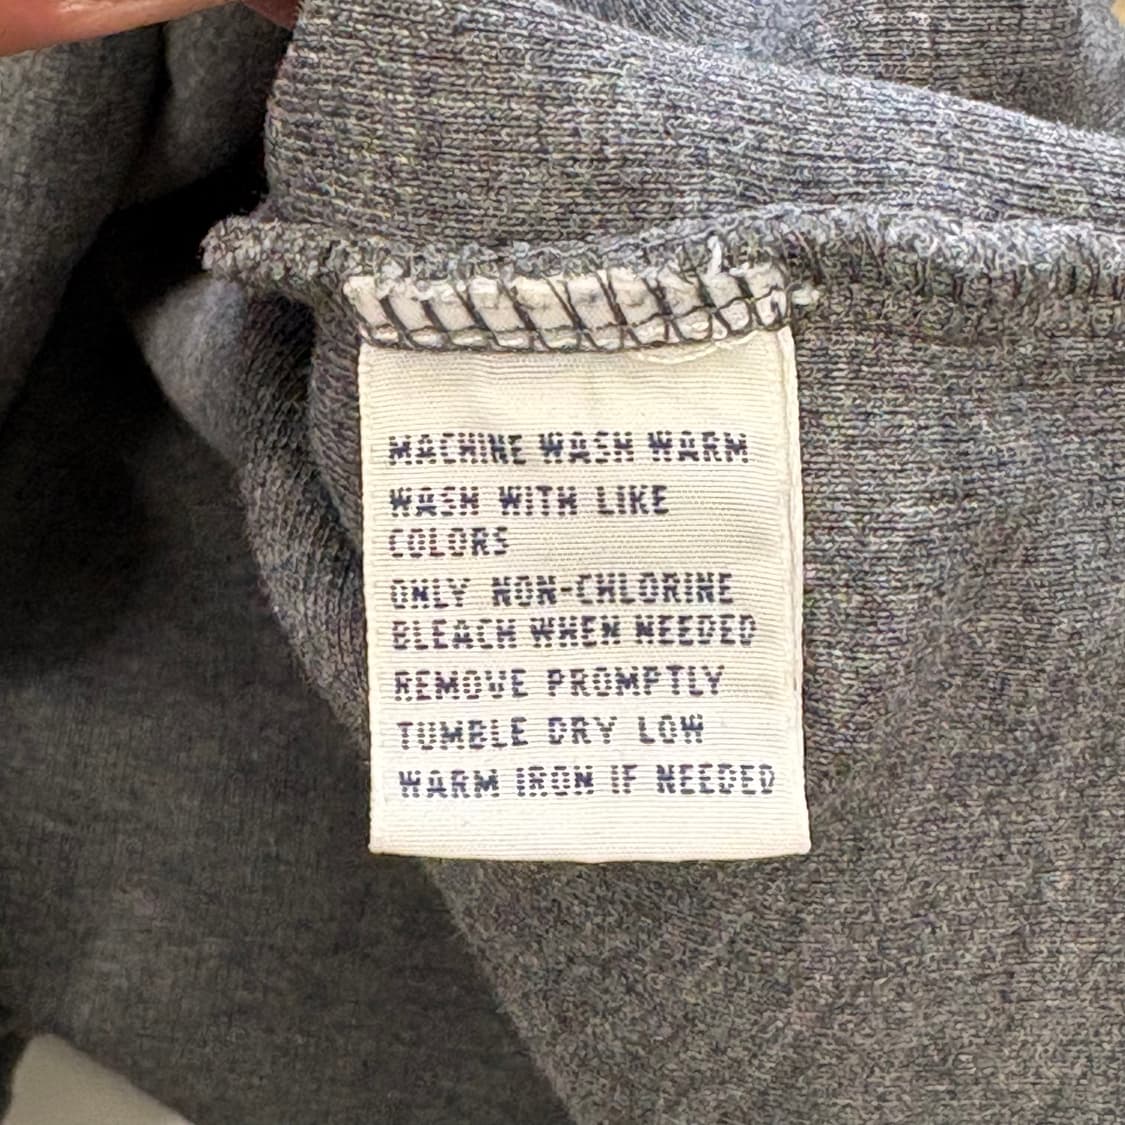 MACHINE WASH WARM
WASH WITH LIKE
COLORS
ONLY NON-CHLORINE
BLEACH WHEN NEEDED
REMOVE PROMPTLY
TUMBLE DRY LOW
WARM IRON IF NEEDED